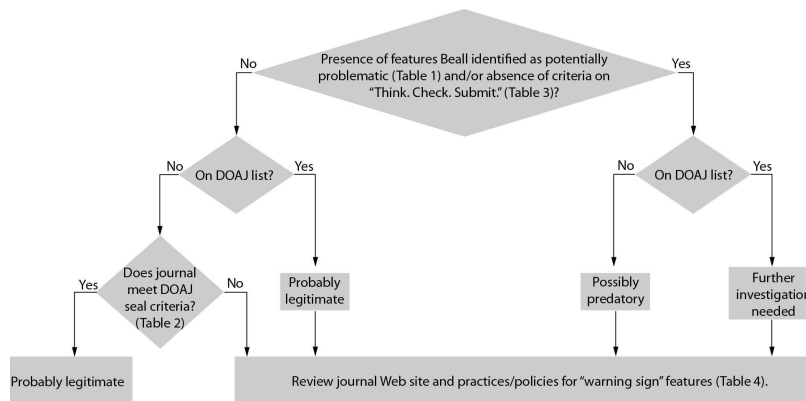 No
Presence of features Beall identified as potentially
problematic (Table 1) and/or absence of criteria on
“Think. Check. Submit.” (Table 3)?
Yes
No
On DOAJ list?
Yes
No
On DOAJ list?
Yes
Yes
Does journal
meet DOAJ
seal criteria?
(Table 2)
No
Probably
legitimate
Possibly
predatory
Further
investigation
needed
Probably legitimate
Review journal Web site and practices/policies for “warning sign” features (Table 4).